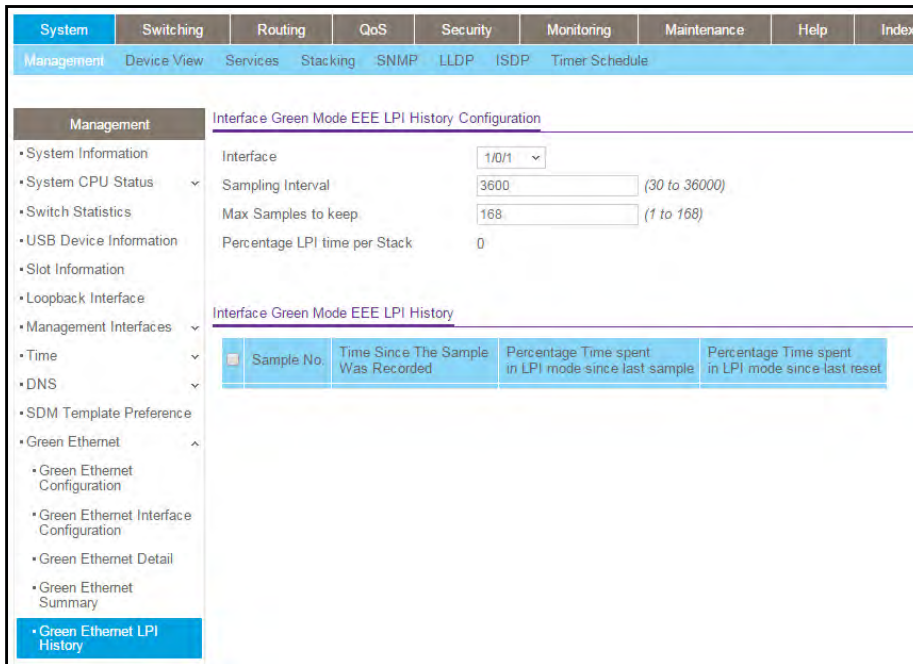 System Switching Routing QoS Security Monitoring Maintenance Help Index
Management Device View Services Stacking SNMP LLDP ISDP Timer Schedule
Management
System Information
System CPU Status
Switch Statistics
USB Device Information
Slot Information
Loopback Interface
Management Interfaces
Time
DNS
SDM Template Preference
Green Ethernet
Green Ethernet
Configuration
Green Ethernet Interface
Configuration
Green Ethernet Detail
Green Ethernet
Summary
Green Ethernet LPI
History
Interface Green Mode EEE LPI History Configuration
Interface 1/0/1
Sampling Interval 3600 (30 to 36000)
Max Samples to keep 168 (1 to 168)
Percentage LPI time per Stack 0
Interface Green Mode EEE LPI History
Sample No.
Time Since The Sample
Was Recorded
Percentage Time spent
in LPI mode since last sample
Percentage Time spent
in LPI mode since last reset